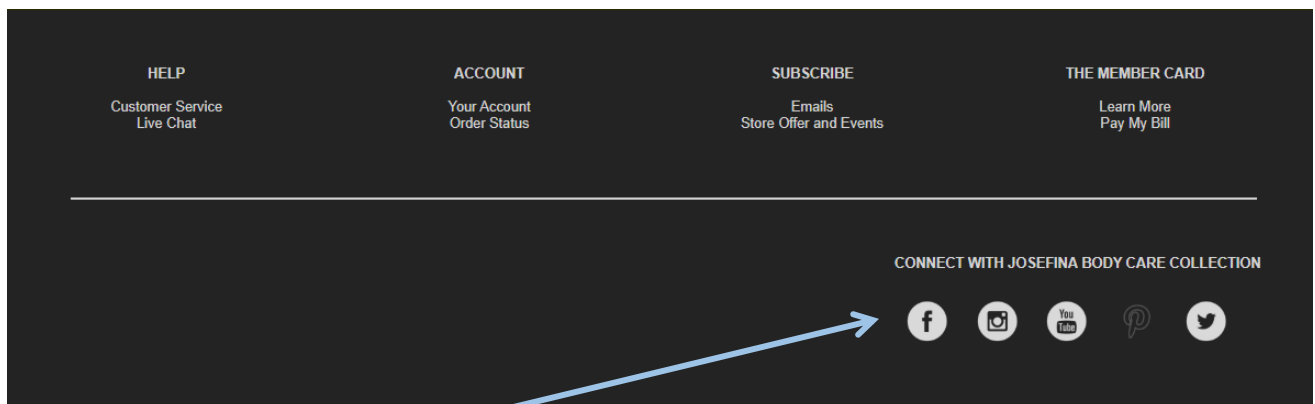 HELP
Customer Service
Live Chat
ACCOUNT
Your Account
Order Status
SUBSCRIBE
Emails
Store Offer and Events
THE MEMBER CARD
Learn More
Pay My Bill
CONNECT WITH JOSEFINA BODY CARE COLLECTION
f
You
Tube